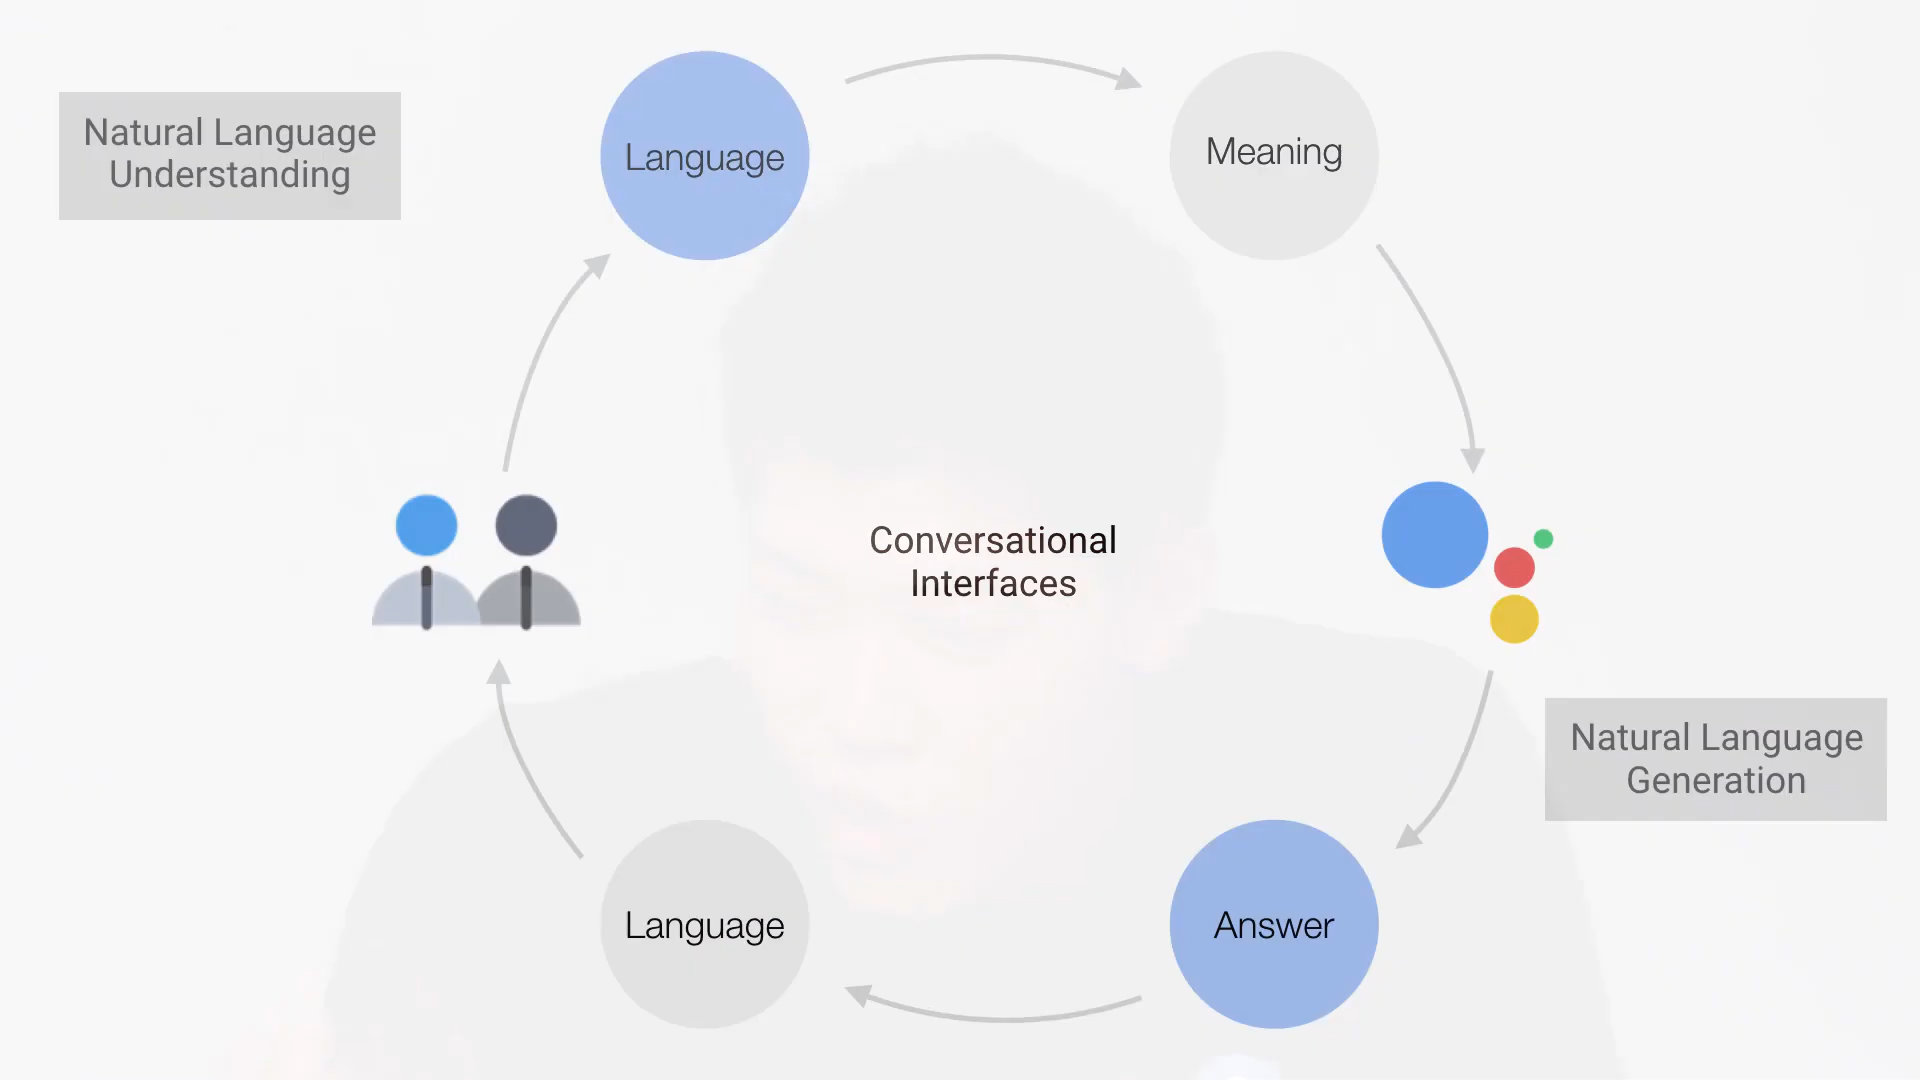 Natural Language
Understanding
Language
Meaning
Conversational
Interfaces
Natural Language
Generation
Language
Answer